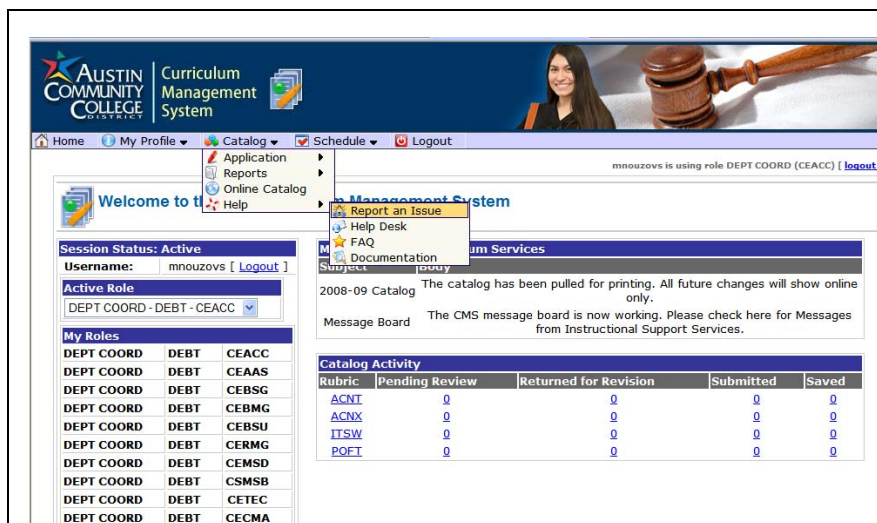 AUSTIN
COMMUNITY
COLLEGE
DISTRICT
Curriculum
Management
System
Home My Profile Catalog Schedule Logout
Application
Reports
Online Catalog
Help
Report an Issue
Help Desk
FAQ
Documentation
mnouzovs is using role DEPT COORD (CEACC) [ logout
Welcome to th m Management System
Session Status: Active
Username: mnouzovs [ Logout ]
Active Role
DEPT COORD - DEBT - CEACC
My Roles
DEPT COORD DEBT CEACC
DEPT COORD DEBT CEAAS
DEPT COORD DEBT CEBSG
DEPT COORD DEBT CEBMG
DEPT COORD DEBT CEBSU
DEPT COORD DEBT CERMG
DEPT COORD DEBT CEMSD
DEPT COORD DEBT CSMSB
DEPT COORD DEBT CETEC
DEPT COORD DEBT CECMA
M um Services
Subject Body
2008-09 Catalog The catalog has been pulled for printing. All future changes will show online
only.
Message Board The CMS message board is now working. Please check here for Messages
from Instructional Support Services.
Catalog Activity
Rubric Pending Review Returned for Revision Submitted Saved
ACNT 0 0 0 0
ACNX 0 0 0 0
ITSW 0 0 0 0
POFT 0 0 0 0